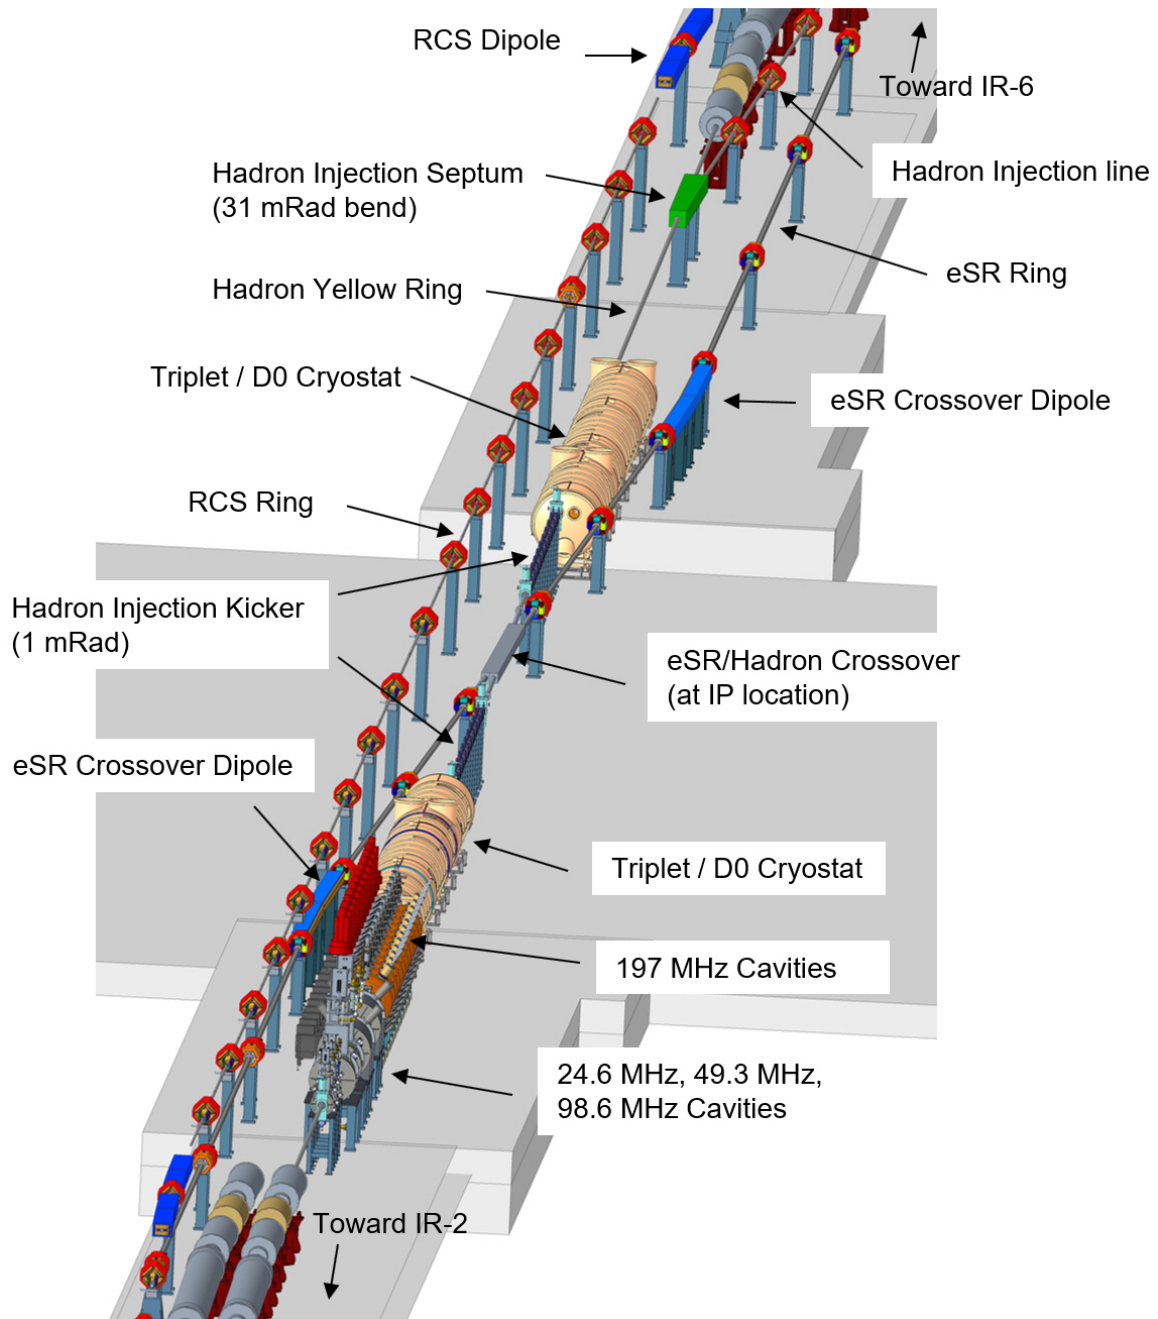 RCS Dipole
Toward IR-6
Hadron Injection Septum
(31 mRad bend)
Hadron Injection line
eSR Ring
Hadron Yellow Ring
Triplet / D0 Cryostat
eSR Crossover Dipole
RCS Ring
Hadron Injection Kicker
(1 mRad)
eSR/Hadron Crossover
(at IP location)
eSR Crossover Dipole
Triplet / D0 Cryostat
197 MHz Cavities
24.6 MHz, 49.3 MHz,
98.6 MHz Cavities
Toward IR-2